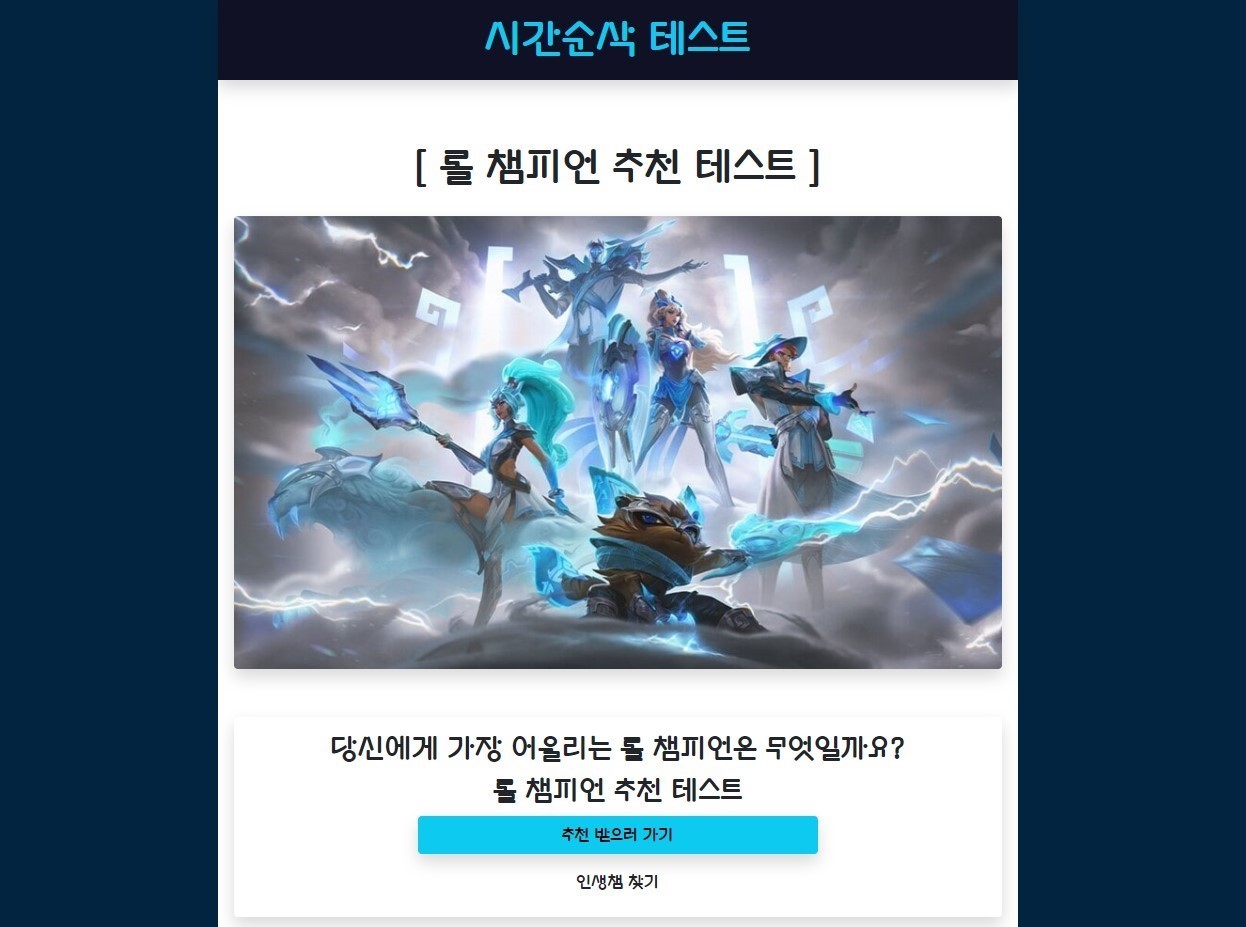 시간순삭 테스트
[ 롤 챔피언 추천 테스트 ]
당신에게 가장 어울리는 롤 챔피언은 무엇일까요?
롤 챔피언 추천 테스트
추천 받으러 가기
인생챔 찾기